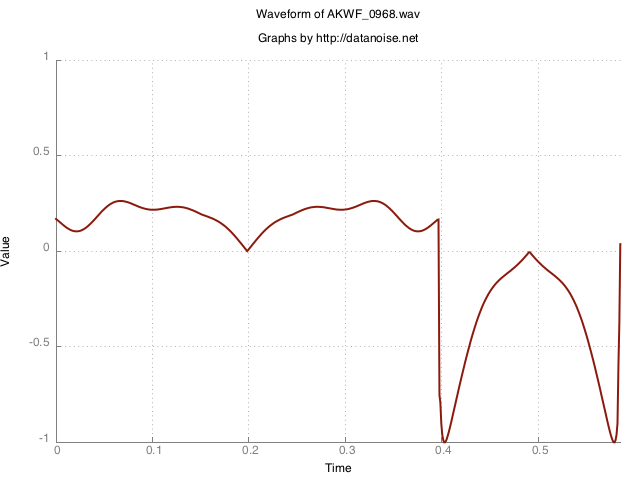 Waveform of AKWF_0968.wav
Graphs by http://datanoise.net
1
0.5
0
-0.5
-1
Value
0 0.1 0.2 0.3 0.4 0.5
Time